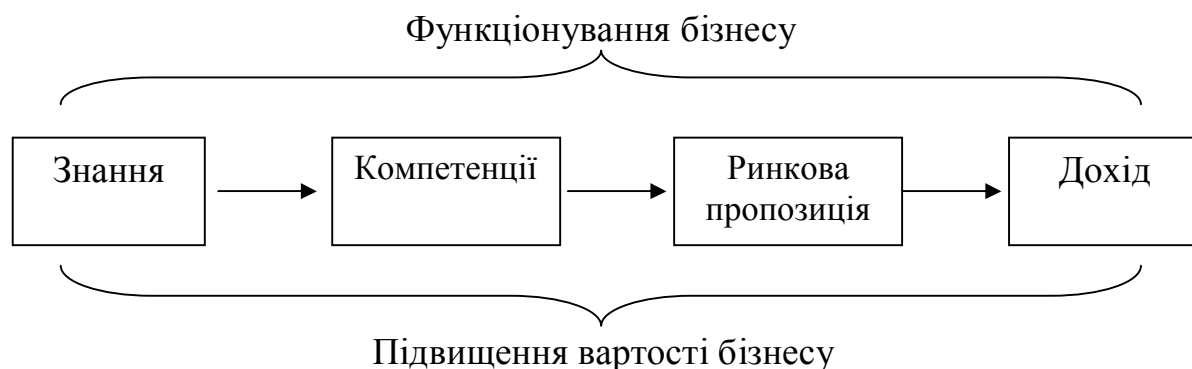 Функціонування бізнесу
Знання
Компетенції
Ринкова
пропозиція
Дохід
Підвищення вартості бізнесу